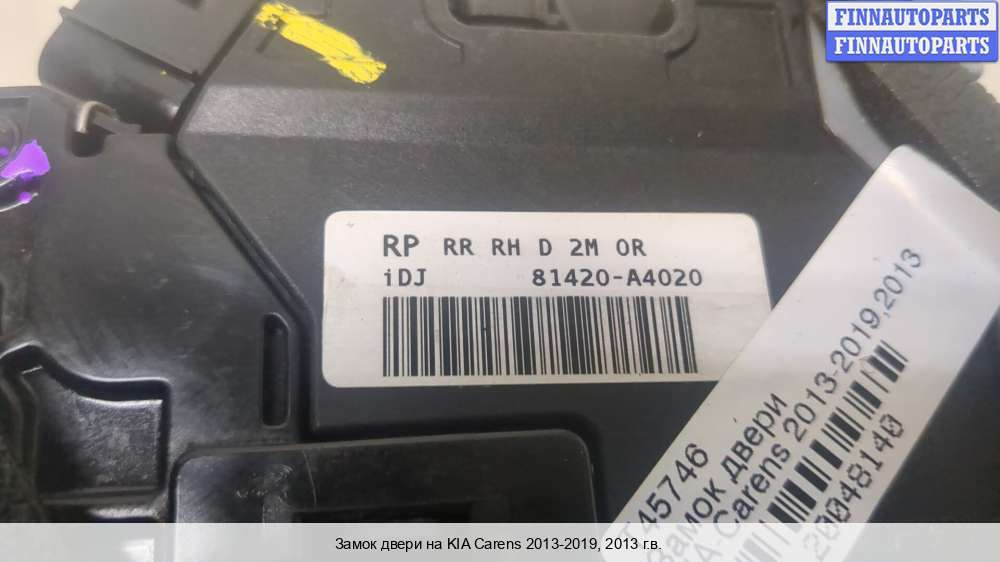 FINNAUTOPARTS
FINNAUTOPARTS
RP RR RH D 2M OR
iDJ 81420-A4020
45746
Замок двери
Carens 2013-2019,2013
20048140
Замок двери на KIA Carens 2013-2019, 2013 г.в.